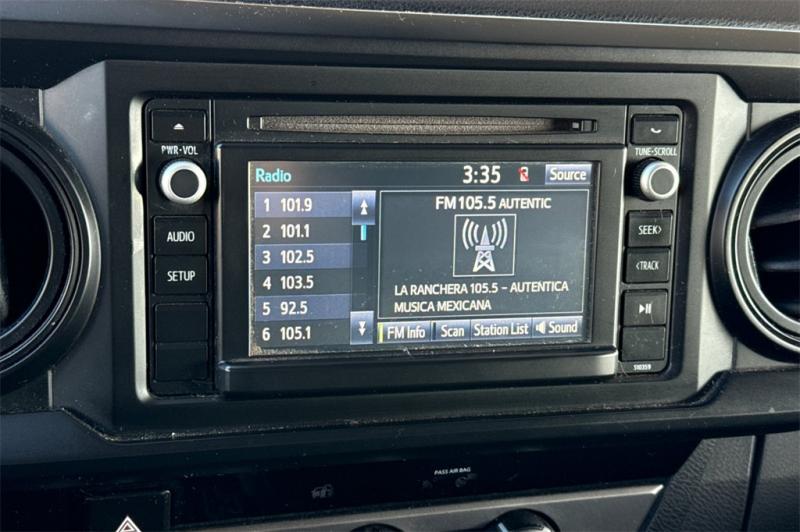 PWR•VOL
AUDIO
SETUP
Radio
3:35
Source
1 101.9
2 101.1
3 102.5
4 103.5
5 92.5
6 105.1
FM 105.5 AUTENTIC
LA RANCHERA 105.5 - AUTENTICA
MUSICA MEXICANA
FM Info
Scan
Station List
Sound
TUNE•SCROLL
SEEK>
<TRACK
510359
PASS AIR BAG